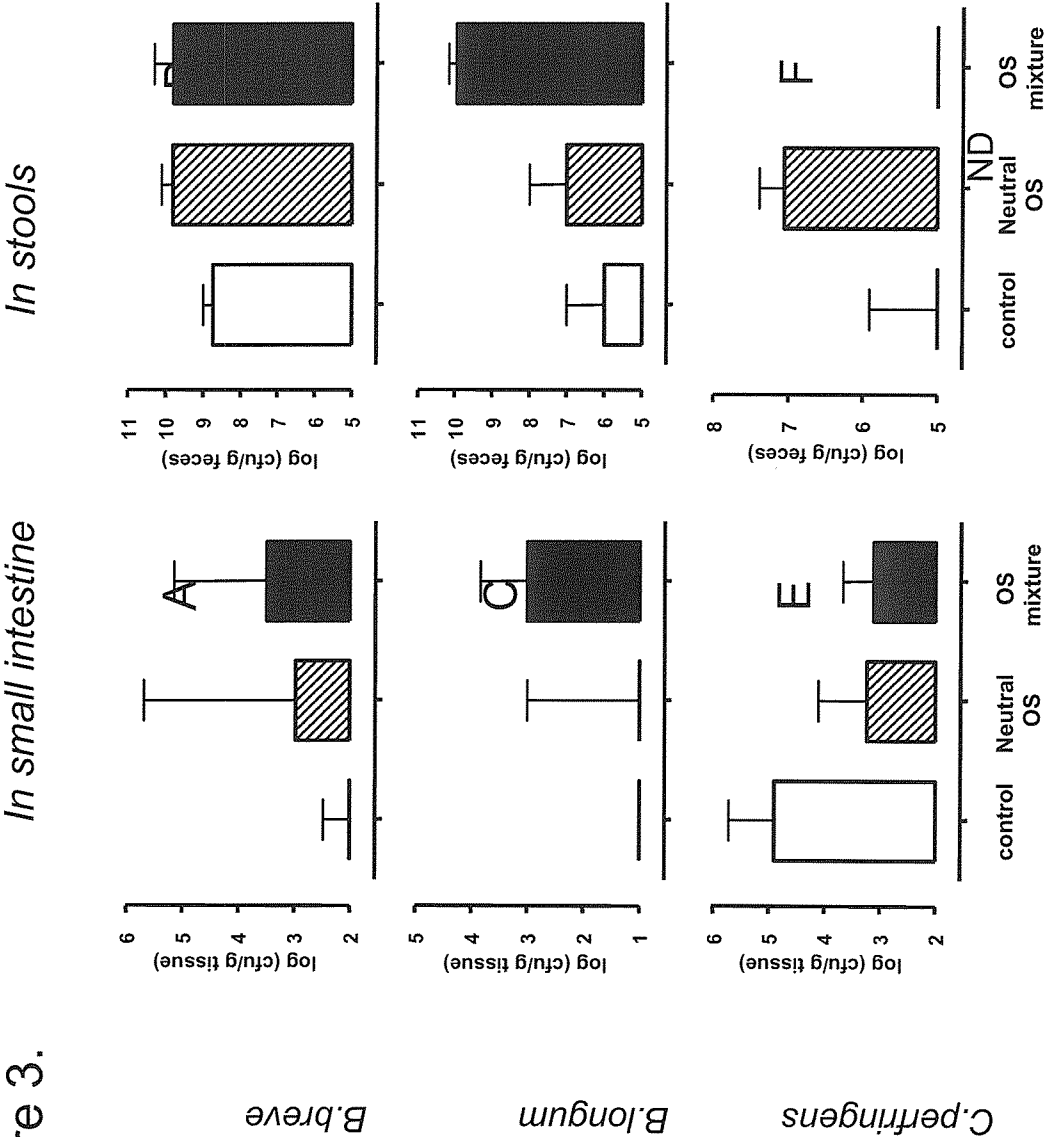 re 3.
In small intestine
In stools
B.breve
log (cfu/g tissue)
6
5
4
3
2
A
log (cfu/g feces)
11
10
9
8
7
6
5
B.longum
log (cfu/g tissue)
5
4
3
2
1
C
log (cfu/g feces)
11
10
9
8
7
6
5
C.perfringens
log (cfu/g tissue)
6
5
4
3
2
E
control
Neutral
OS
OS
mixture
log (cfu/g feces)
8
7
6
5
F
ND
control
Neutral
OS
OS
mixture